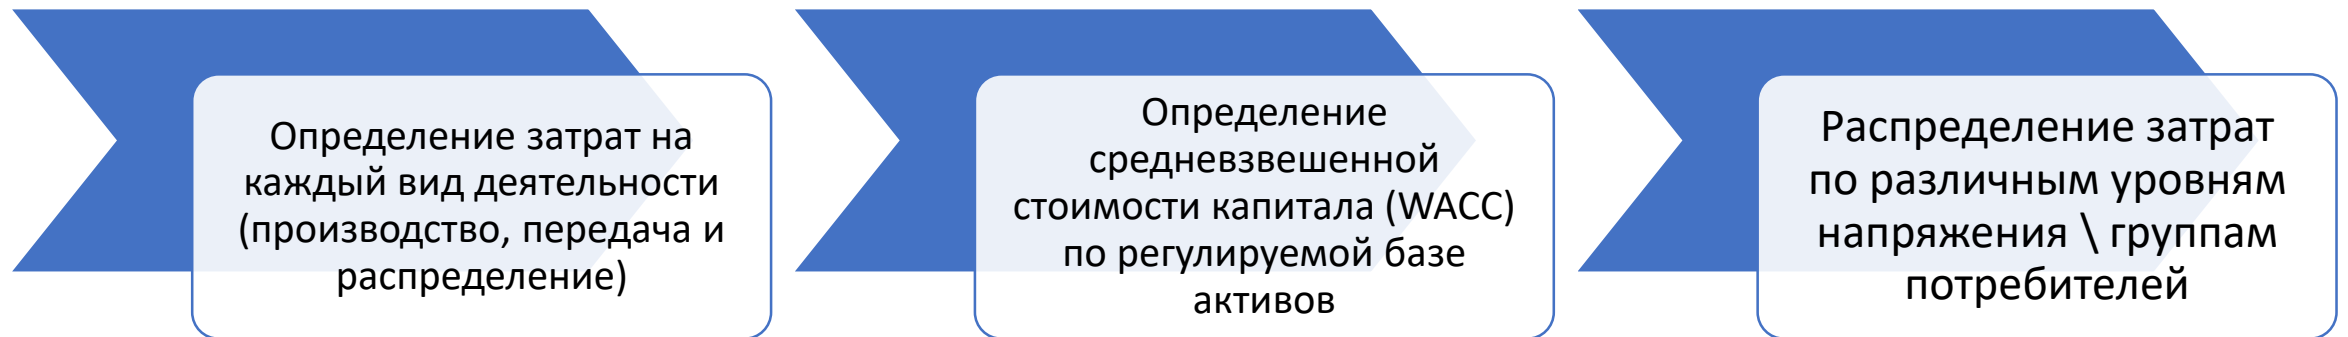 Определение затрат на
каждый вид деятельности
(производство, передача и
распределение)
Определение
средневзвешенной
стоимости капитала (WACC)
по регулируемой базе
активов
Распределение затрат
по различным уровням
напряжения \ группам
потребителей